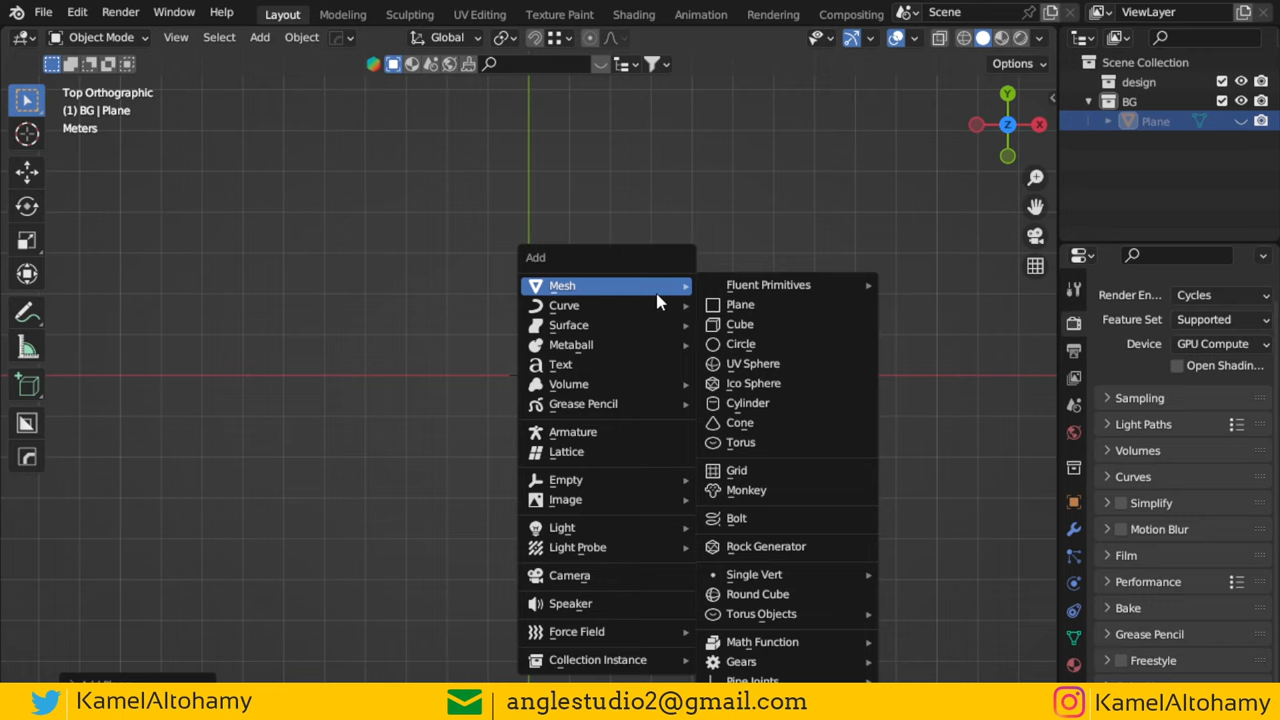 File Edit Render Window Help Layout Modeling Sculpting UV Editing Texture Paint Shading Animation Rendering Compositing Scene ViewLayer
Object Mode View Select Add Object Global
Options
Top Orthographic
(1) BG | Plane
Meters
Y
Z
X
Scene Collection
design
BG
Plane
Add
Mesh
Curve
Surface
Metaball
Text
Volume
Grease Pencil
Armature
Lattice
Empty
Image
Light
Light Probe
Camera
Speaker
Force Field
Collection Instance
Fluent Primitives
Plane
Cube
Circle
UV Sphere
Ico Sphere
Cylinder
Cone
Torus
Grid
Monkey
Bolt
Rock Generator
Single Vert
Round Cube
Torus Objects
Math Function
Gears
Pipe Joints
Render En... Cycles
Feature Set Supported
Device GPU Compute
Open Shadin...
Sampling
Light Paths
Volumes
Curves
Simplify
Motion Blur
Film
Performance
Bake
Grease Pencil
Freestyle
KamelAltohamy anglestudio2@gmail.com KamelAltohamy